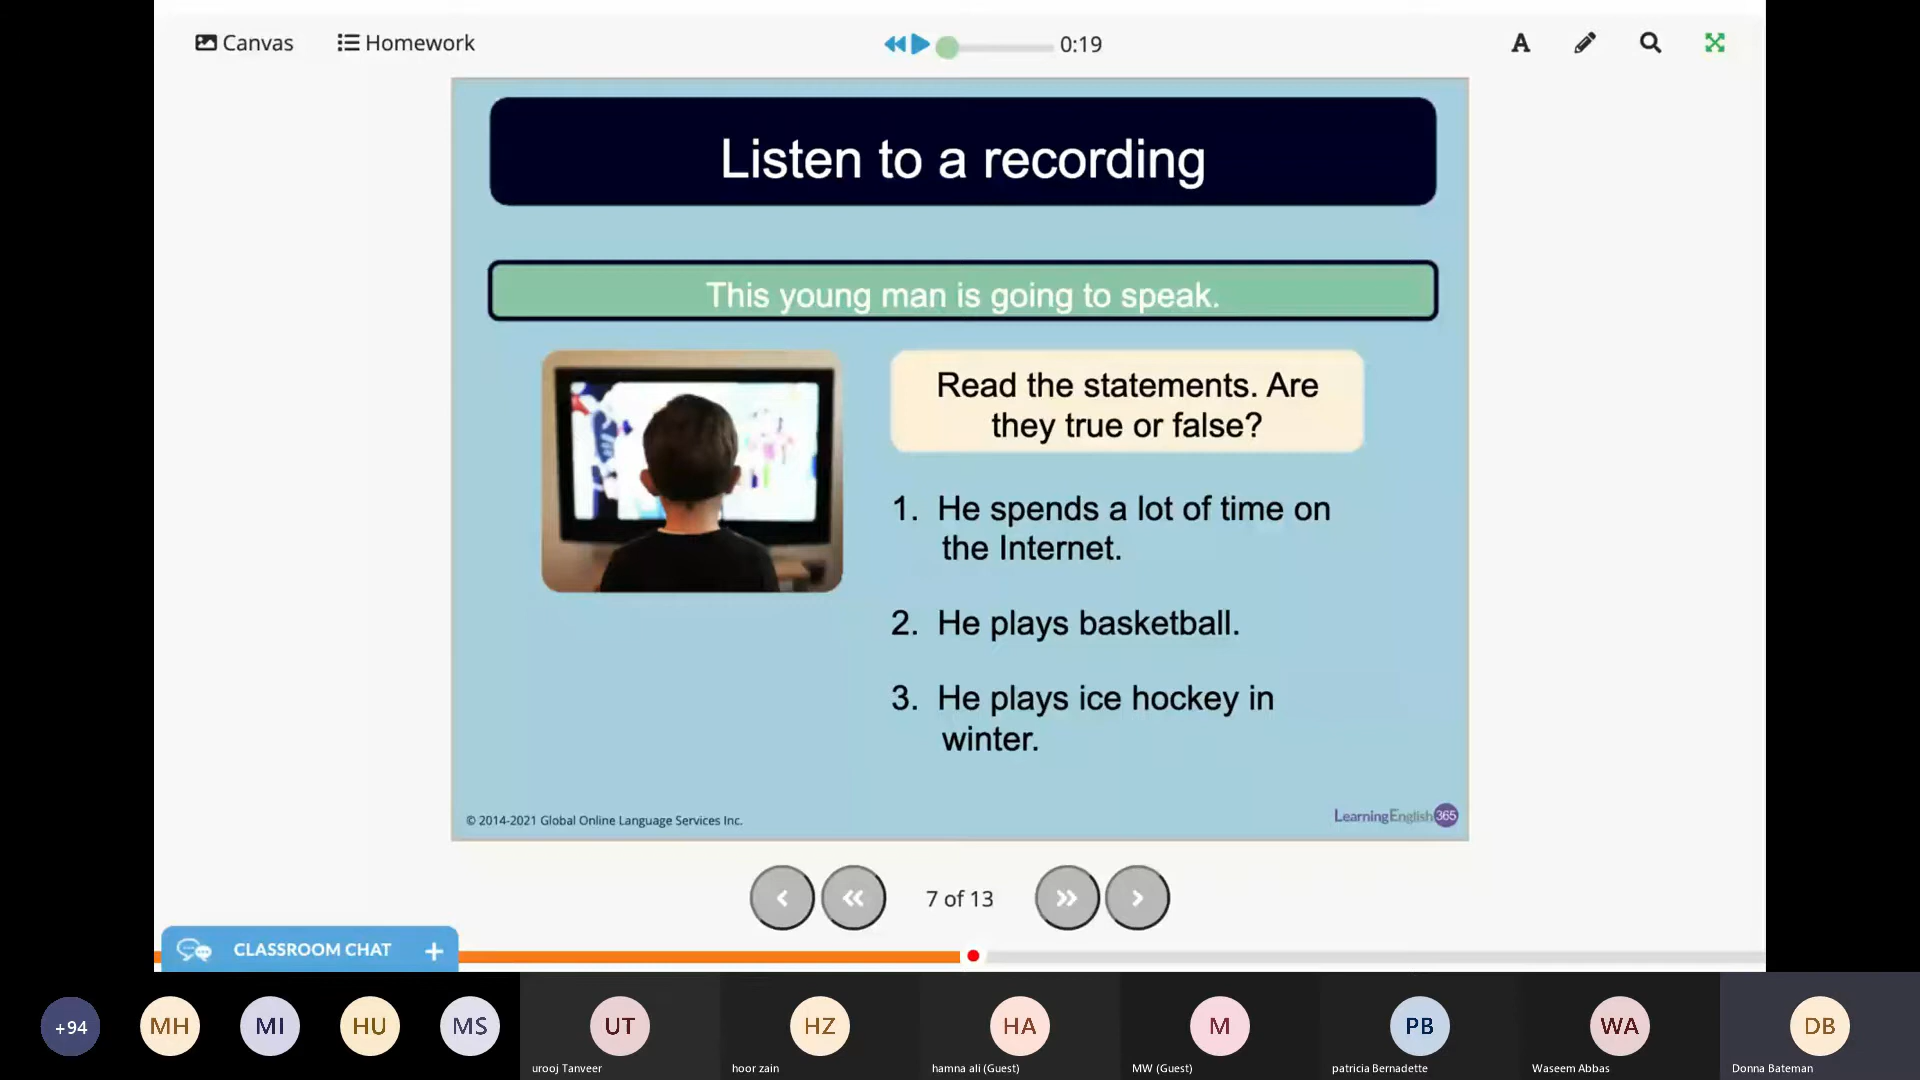 Canvas
Homework
0:19
A
Listen to a recording
This young man is going to speak.
Read the statements. Are
they true or false?
1. He spends a lot of time on
the Internet.
2. He plays basketball.
3. He plays ice hockey in
winter.
© 2014-2021 Global Online Language Services Inc.
LearningEnglish365
7 of 13
CLASSROOM CHAT +
+94
MH
MI
HU
MS
UT
HZ
HA
M
PB
WA
DB
urooj Tanveer
hoor zain
hamna ali (Guest)
MW (Guest)
patricia Bernadette
Waseem Abbas
Donna Bateman